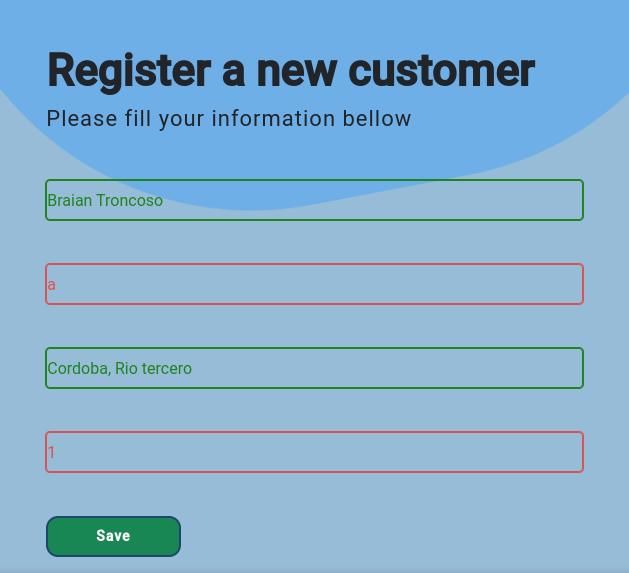 Register a new customer
Please fill your information bellow
Braian Troncoso
a
Cordoba, Rio tercero
1
Save